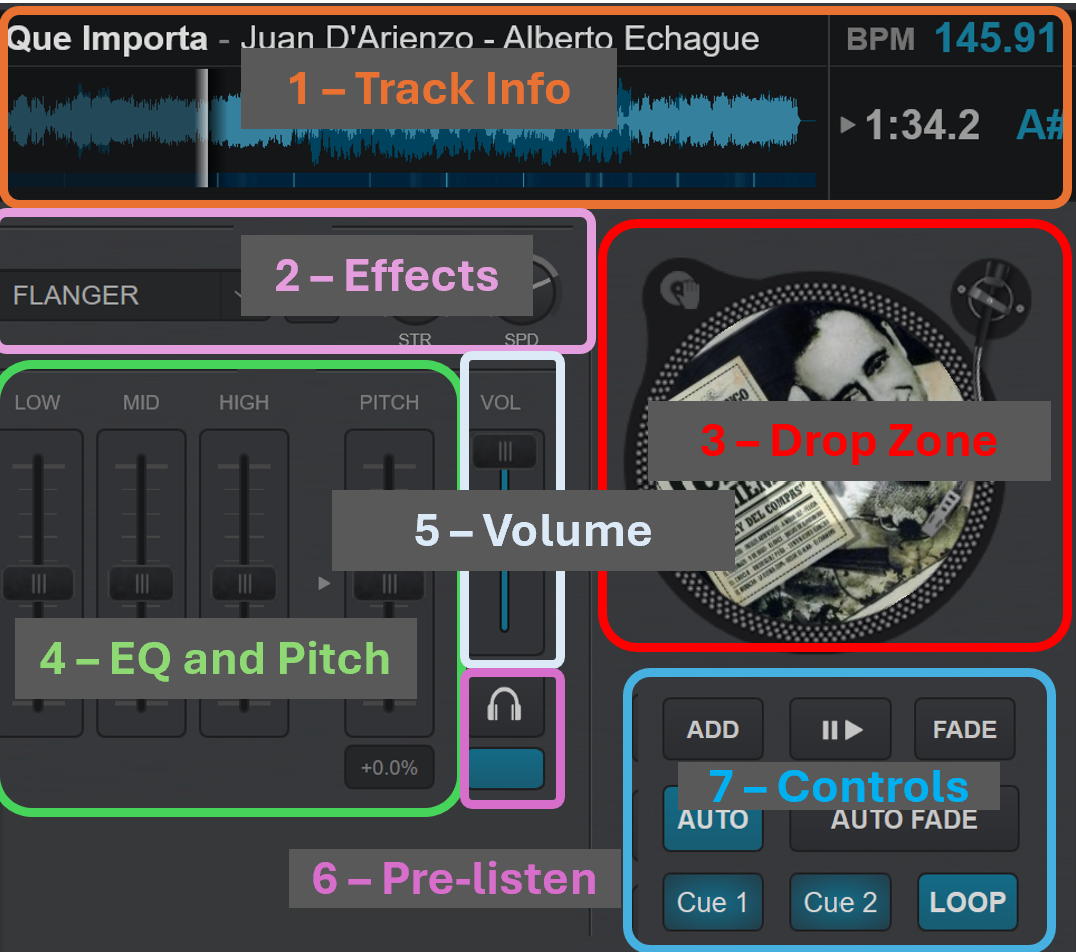 Que Importa - Juan D'Arienzo - Alberto Echague
BPM 145.91
1 – Track Info
1:34.2 A#
2 – Effects
FLANGER
STR SPD
3 – Drop Zone
LOW MID HIGH PITCH VOL
5 – Volume
Y DEL COMPAS
4 – EQ and Pitch
+0.0%
6 – Pre-listen
ADD FADE
7 – Controls
AUTO AUTO FADE
Cue 1 Cue 2 LOOP